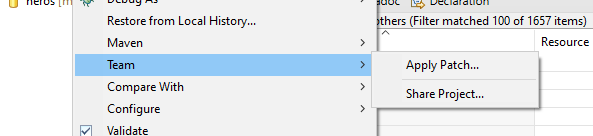 Debug As
Declaration
heros
Restore from Local History...
others (Filter matched 100 of 1657 items)
Maven
Resource
Team
Apply Patch...
Compare With
Share Project...
Configure
Validate